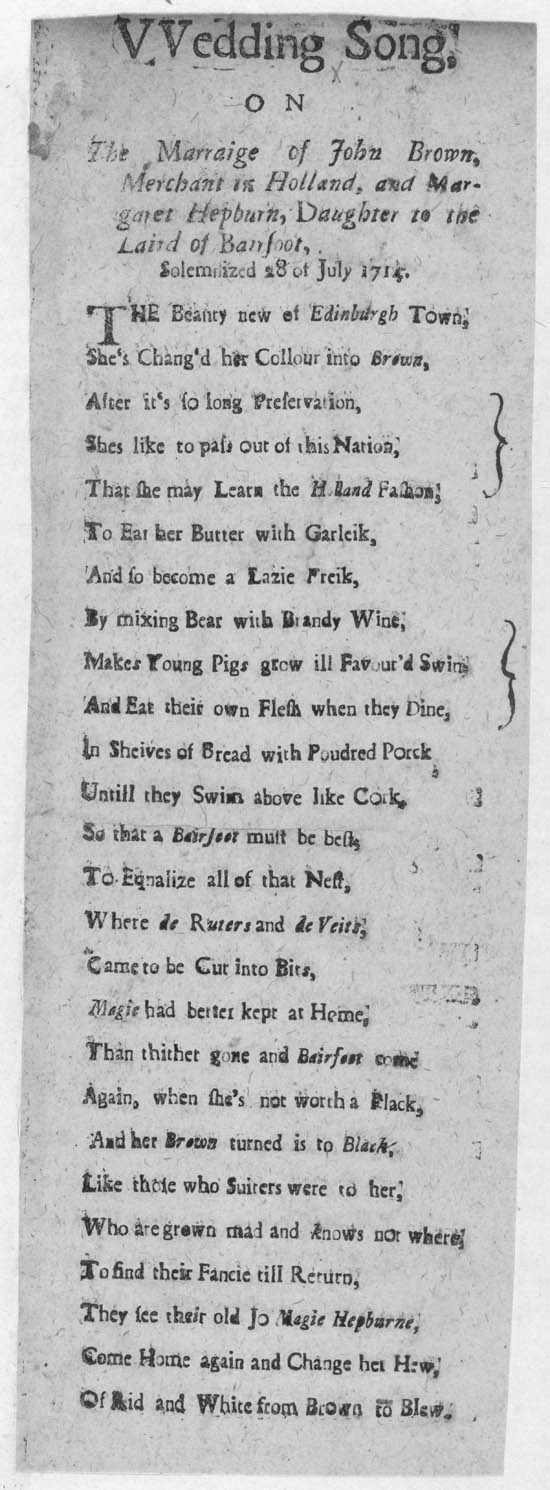 VVedding Song,
ON
The Marraige of John Brown,
Merchant in Holland, and Mar-
garet Hepburn, Daughter to the
Laird of Bairfoot,
Solemnized 28 of July 1714.
THE Beauty new of Edinburgh Town,
She's Chang'd her Collour into Brown,
After it's ſo long Preſervation,
Shes like to paſs out of this Nation,
That ſhe may Learn the Holland Faſhon,
To Eat her Butter with Garleik,
And ſo become a Lazie Freik,
By mixing Bear with Brandy Wine,
Makes Young Pigs grow ill Favour'd Swin,
And Eat their own Fleſh when they Dine,
In Sheives of Bread with Poudred Porck,
Untill they Swim above like Cork,
So that a Bairfoot muſt be beſt,
To Equalize all of that Neſt,
Where de Ruters and de Veits,
Came to be Cut into Bits,
Magie had better kept at Home,
Than thither gone and Bairfoot come
Again, when ſhe's not worth a Plack,
And her Brown turned is to Black,
Like thoſe who Suiters were to her,
Who are grown mad and knows not where,
To find their Fancie till Return,
They ſee their old Jo Magie Hepburne,
Come Home again and Change her Hew,
Of Rid and White from Brown to Blew.